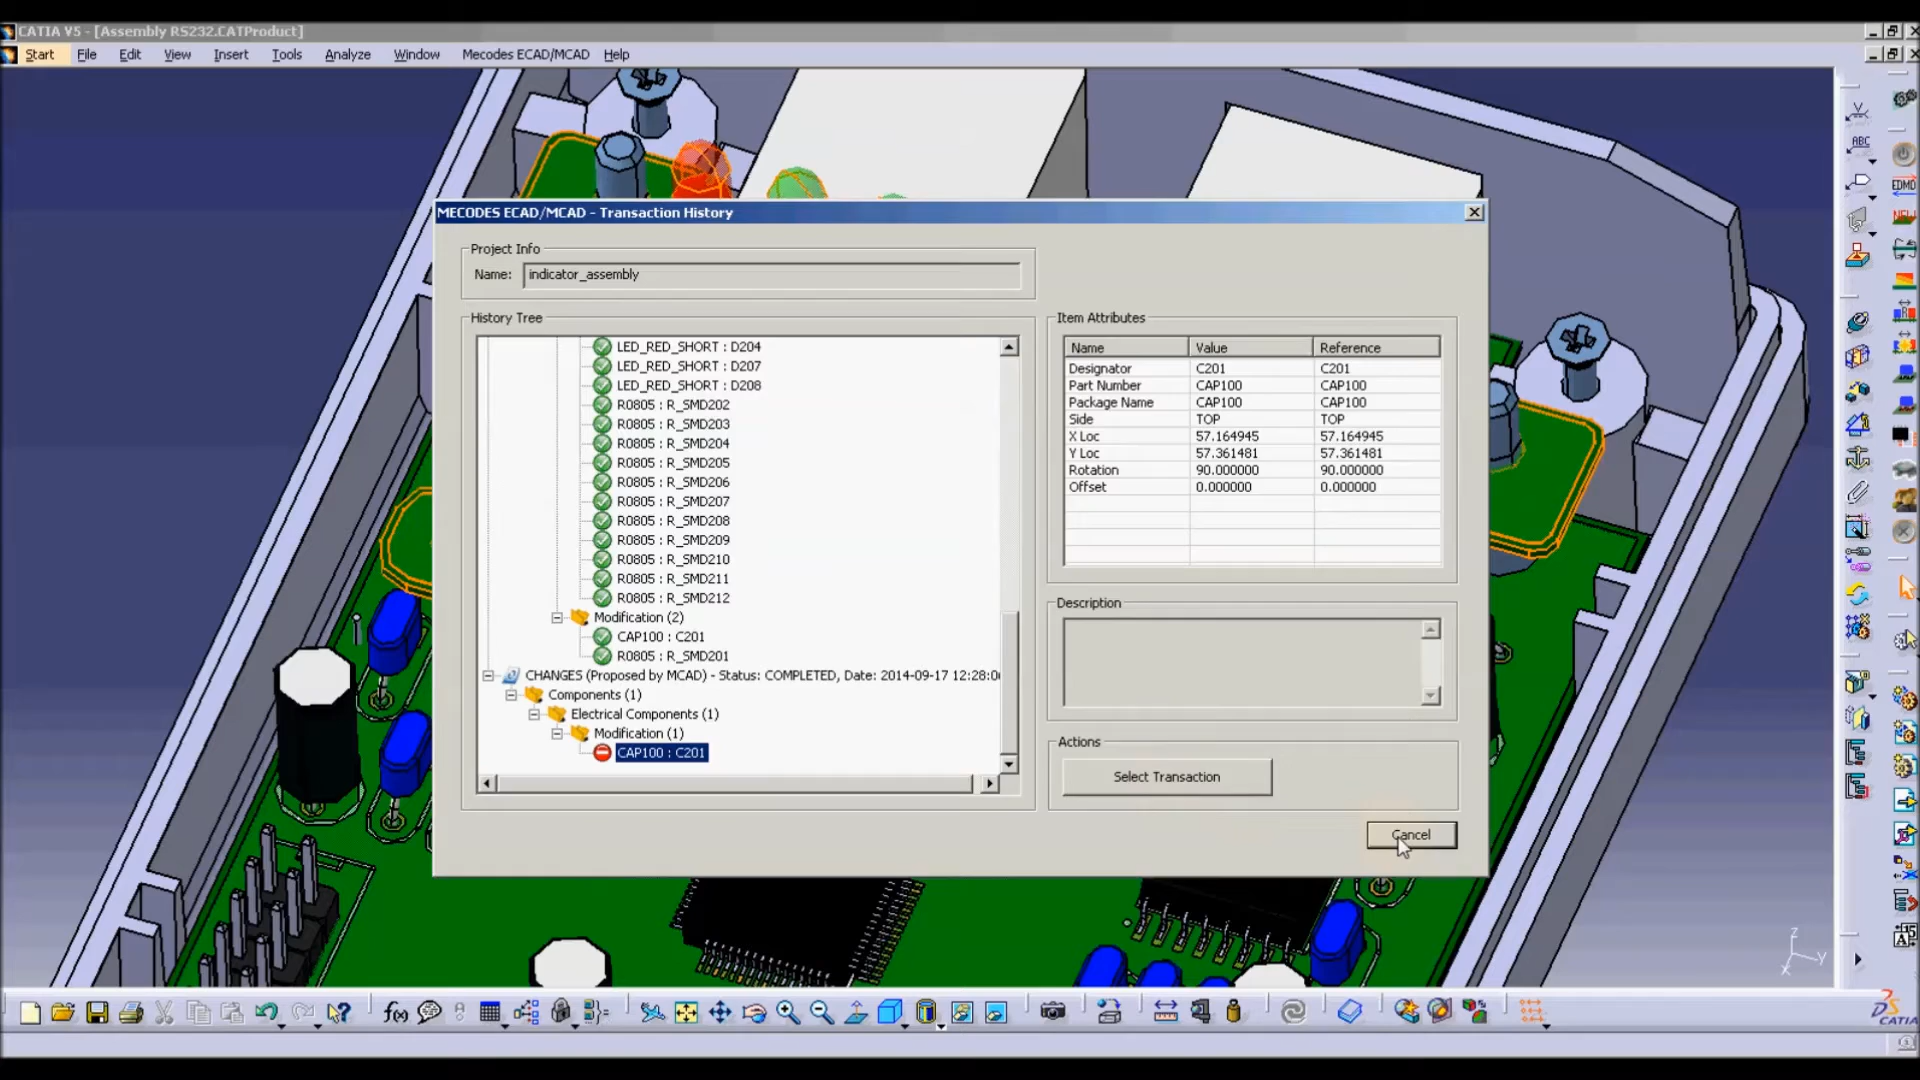 CATIA V5 - [Assembly RS232.CATProduct]
Start File Edit View Insert Tools Analyze Window Mecodes ECAD/MCAD Help
MECODES ECAD/MCAD - Transaction History
Project Info
Name: indicator_assembly
History Tree
LED_RED_SHORT : D204
LED_RED_SHORT : D207
LED_RED_SHORT : D208
R0805 : R_SMD202
R0805 : R_SMD203
R0805 : R_SMD204
R0805 : R_SMD205
R0805 : R_SMD206
R0805 : R_SMD207
R0805 : R_SMD208
R0805 : R_SMD209
R0805 : R_SMD210
R0805 : R_SMD211
R0805 : R_SMD212
Modification (2)
CAP100 : C201
R0805 : R_SMD201
CHANGES (Proposed by MCAD) - Status: COMPLETED, Date: 2014-09-17 12:28:0
Components (1)
Electrical Components (1)
Modification (1)
CAP100 : C201
Item Attributes
Name Value Reference
Designator C201 C201
Part Number CAP100 CAP100
Package Name CAP100 CAP100
Side TOP TOP
X Loc 57.164945 57.164945
Y Loc 57.361481 57.361481
Rotation 90.000000 90.000000
Offset 0.000000 0.000000
Description
Actions
Select Transaction
Cancel
ABC
EDMD
NEW
z
y
x
f(x)
CATIA